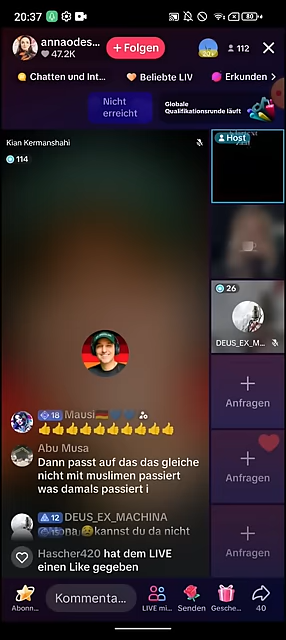 20:37
80
annaodes...
47.2K
+ Folgen
20+
112
Chatten und Int...
Beliebte LIV
Erkunden
Nicht
erreicht
Globale
Qualifikationsrunde läuft
Kian Kermanshahi
114
Host
26
DEUS_EX_M...
Anfragen
Anfragen
Anfragen
18 Mausi
Abu Musa
Dann passt auf das das gleiche
nicht mit muslimen passiert
was damals passiert i
12 DEUS_EX_MACHINA
kannst du da nicht
Hascher420 hat dem LIVE
einen Like gegeben
Abonn...
Kommenta...
LIVE mi...
Senden
Gesche...
40